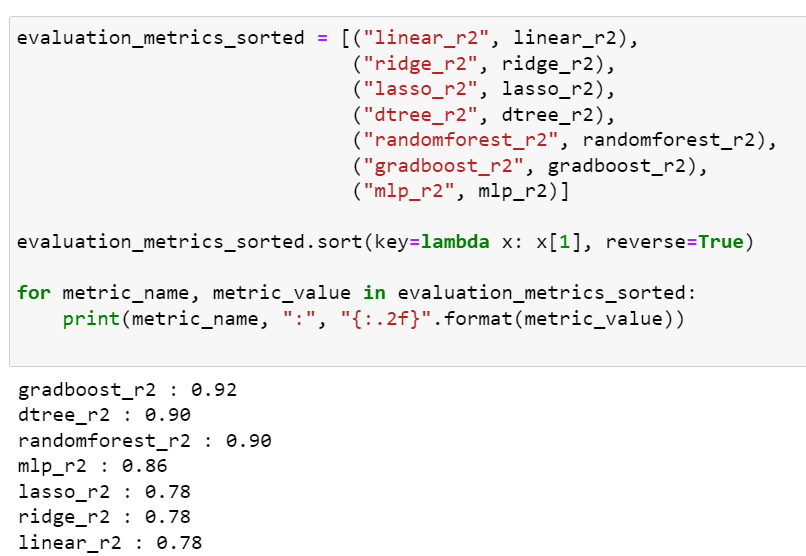 evaluation_metrics_sorted = [("linear_r2", linear_r2),
                             ("ridge_r2", ridge_r2),
                             ("lasso_r2", lasso_r2),
                             ("dtree_r2", dtree_r2),
                             ("randomforest_r2", randomforest_r2),
                             ("gradboost_r2", gradboost_r2),
                             ("mlp_r2", mlp_r2)]

evaluation_metrics_sorted.sort(key=lambda x: x[1], reverse=True)

for metric_name, metric_value in evaluation_metrics_sorted:
    print(metric_name, ":", "{:.2f}".format(metric_value))

gradboost_r2 : 0.92
dtree_r2 : 0.90
randomforest_r2 : 0.90
mlp_r2 : 0.86
lasso_r2 : 0.78
ridge_r2 : 0.78
linear_r2 : 0.78